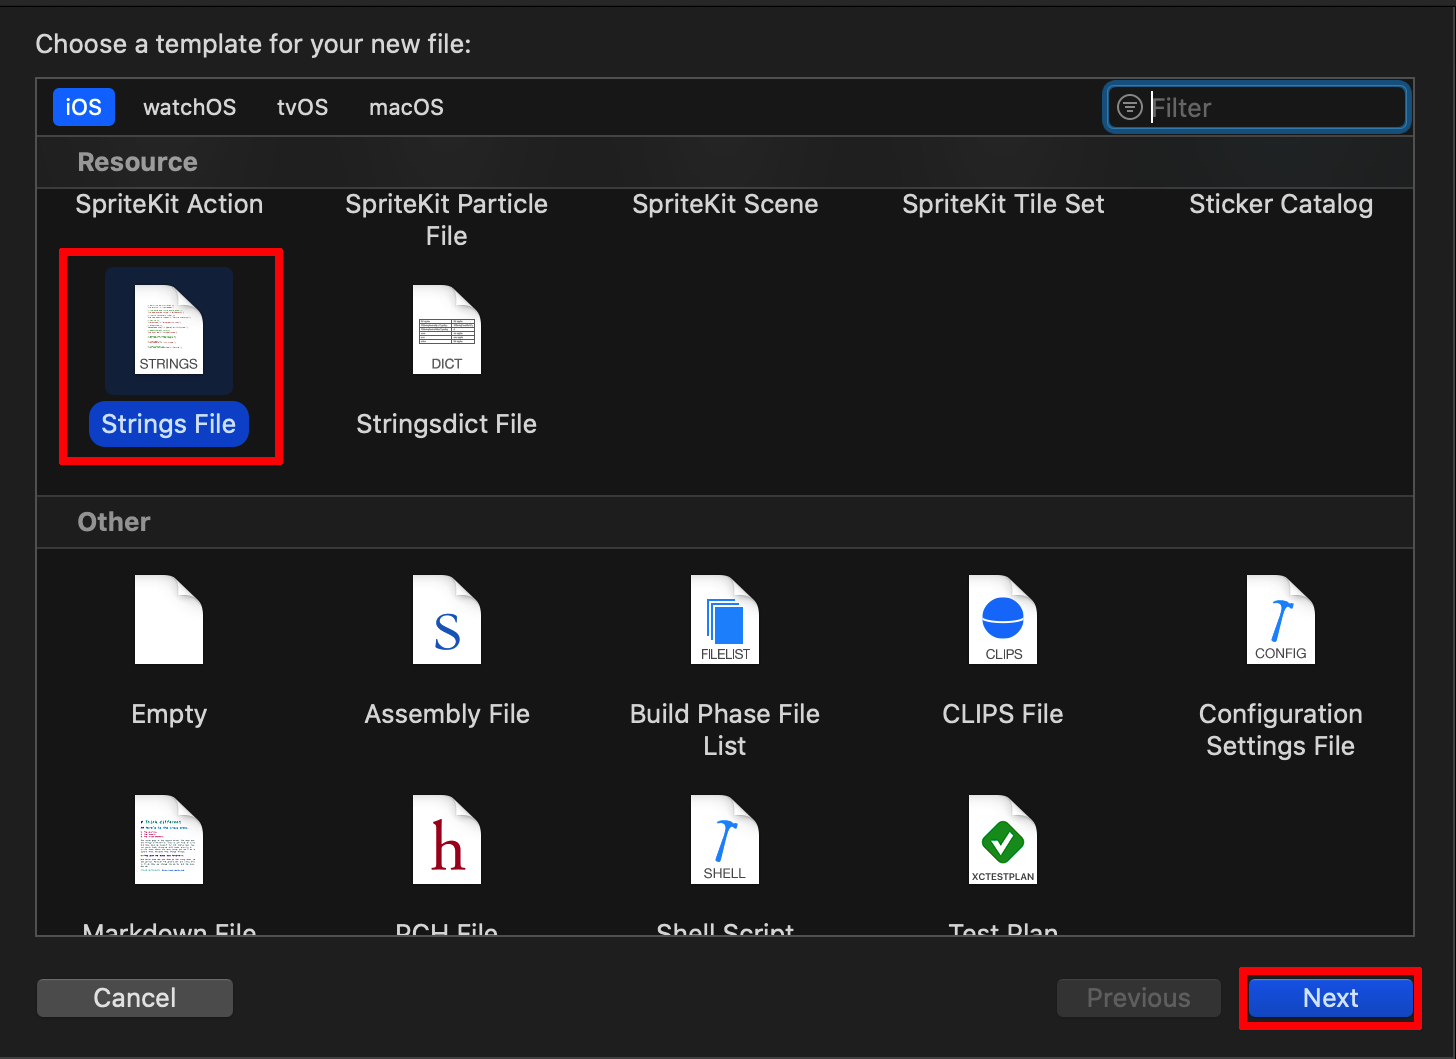 Choose a template for your new file:
iOS watchOS tvOS macOS Filter
Resource
SpriteKit Action SpriteKit Particle File SpriteKit Scene SpriteKit Tile Set Sticker Catalog
STRINGS DICT
Strings File Stringsdict File
Other
FILELIST CLIPS CONFIG
S
Empty Assembly File Build Phase File List CLIPS File Configuration Settings File
# Think different
h SHELL XCTESTPLAN
Markdown File PCH File Shell Script Test Plan
Cancel Previous Next